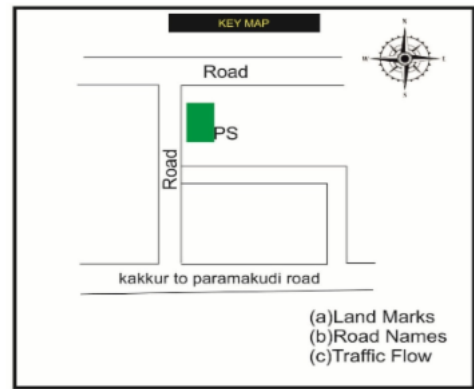 KEY MAP
N
W
E
S
Road
PS
Road
kakkur to paramakudi road
(a)Land Marks
(b)Road Names
(c)Traffic Flow